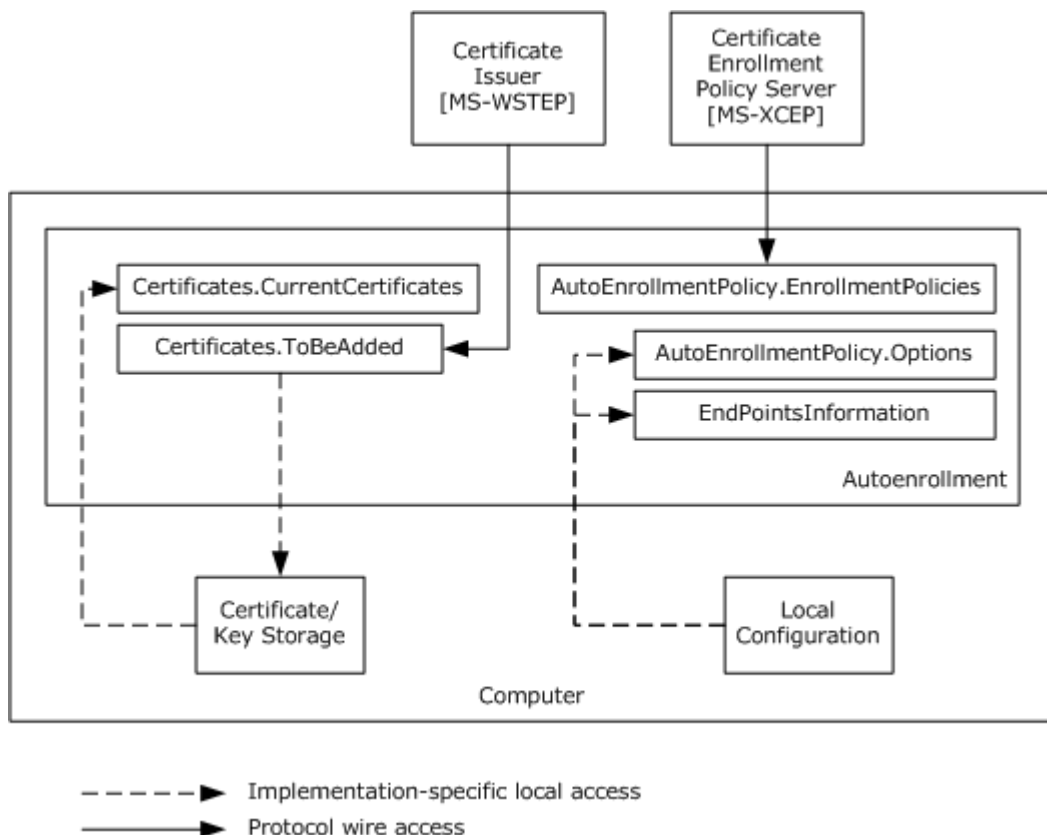 Certificate
Issuer
[MS-WSTEP]
Certificate
Enrollment
Policy Server
[MS-XCEP]
Certificates.CurrentCertificates
AutoEnrollmentPolicy.EnrollmentPolicies
Certificates.ToBeAdded
AutoEnrollmentPolicy.Options
EndPointsInformation
Autoenrollment
Certificate/
Key Storage
Local
Configuration
Computer
Implementation-specific local access
Protocol wire access